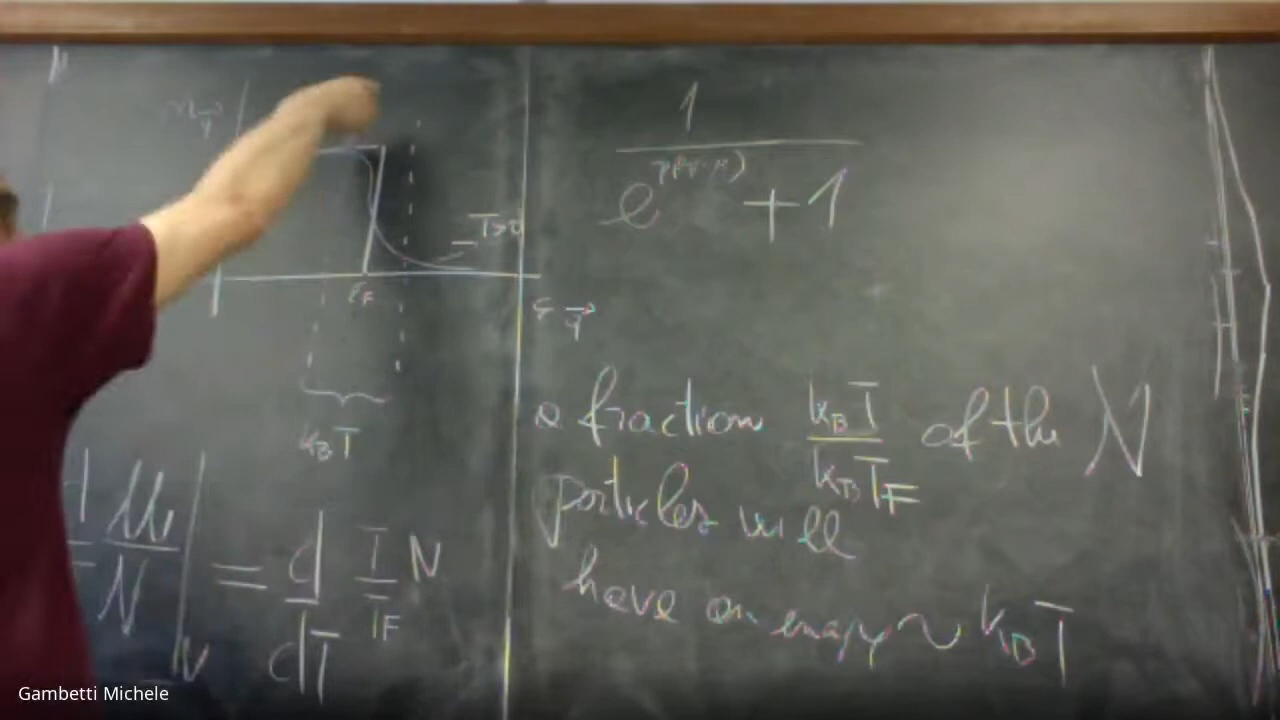 1
e^β(ε-μ) + 1
T>0
ε_F
ε_q→
k_B T
a fraction k_B T / k_B T_F of the N
particles will
have an energy ~ k_B T
U/N |_V = d/dT T/T_F N
Gambetti Michele